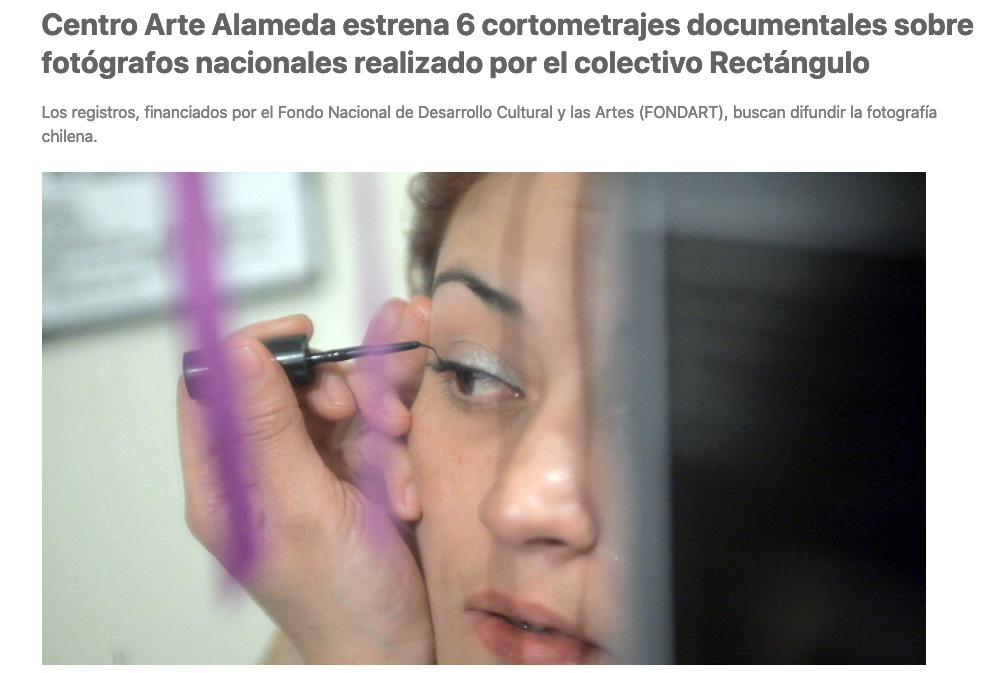 Centro Arte Alameda estrena 6 cortometrajes documentales sobre
fotógrafos nacionales realizado por el colectivo Rectángulo
Los registros, financiados por el Fondo Nacional de Desarrollo Cultural y las Artes (FONDART), buscan difundir la fotografía
chilena.